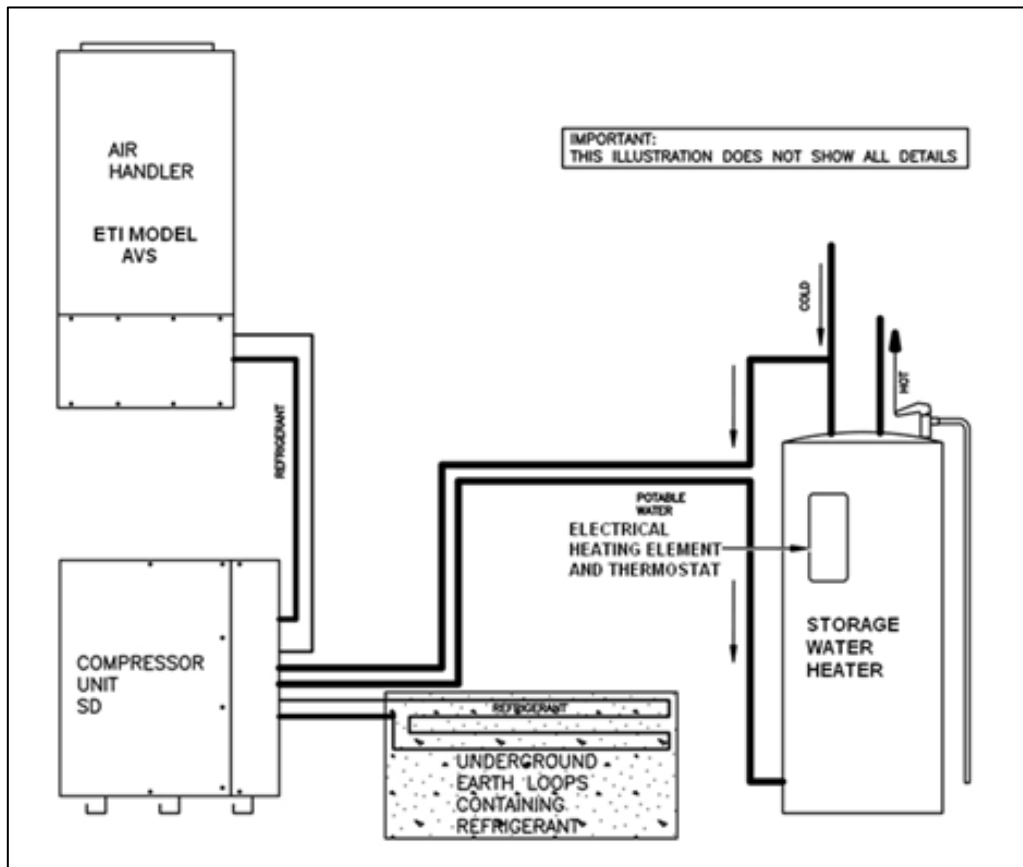 AIR
HANDLER
ETI MODEL
AVS
IMPORTANT:
THIS ILLUSTRATION DOES NOT SHOW ALL DETAILS
COLD
HOT
REFRIGERANT
POTABLE
WATER
ELECTRICAL
HEATING ELEMENT
AND THERMOSTAT
STORAGE
WATER
HEATER
COMPRESSOR
UNIT
SD
REFRIGERANT
UNDERGROUND
EARTH LOOPS
CONTAINING
REFRIGERANT